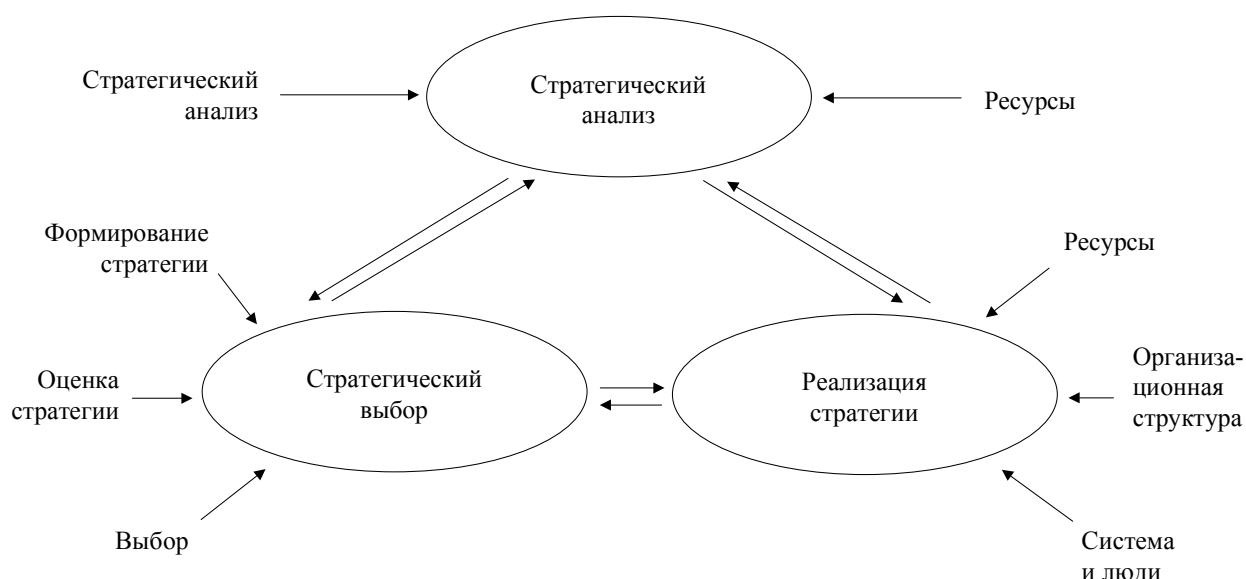 Стратегический
анализ
Стратегический
анализ
Ресурсы
Формирование
стратегии
Ресурсы
Оценка
стратегии
Стратегический
выбор
Реализация
стратегии
Организа-
ционная
структура
Выбор
Система
и люди